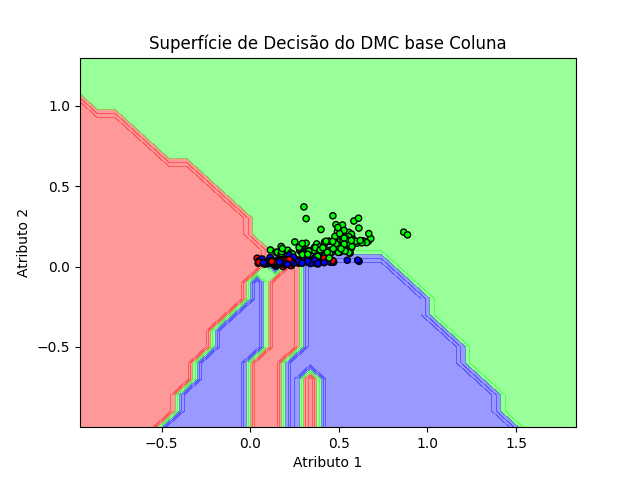 Superfície de Decisão do DMC base Coluna
Atributo 2
1.0
0.5
0.0
−0.5
−0.5 0.0 0.5 1.0 1.5
Atributo 1